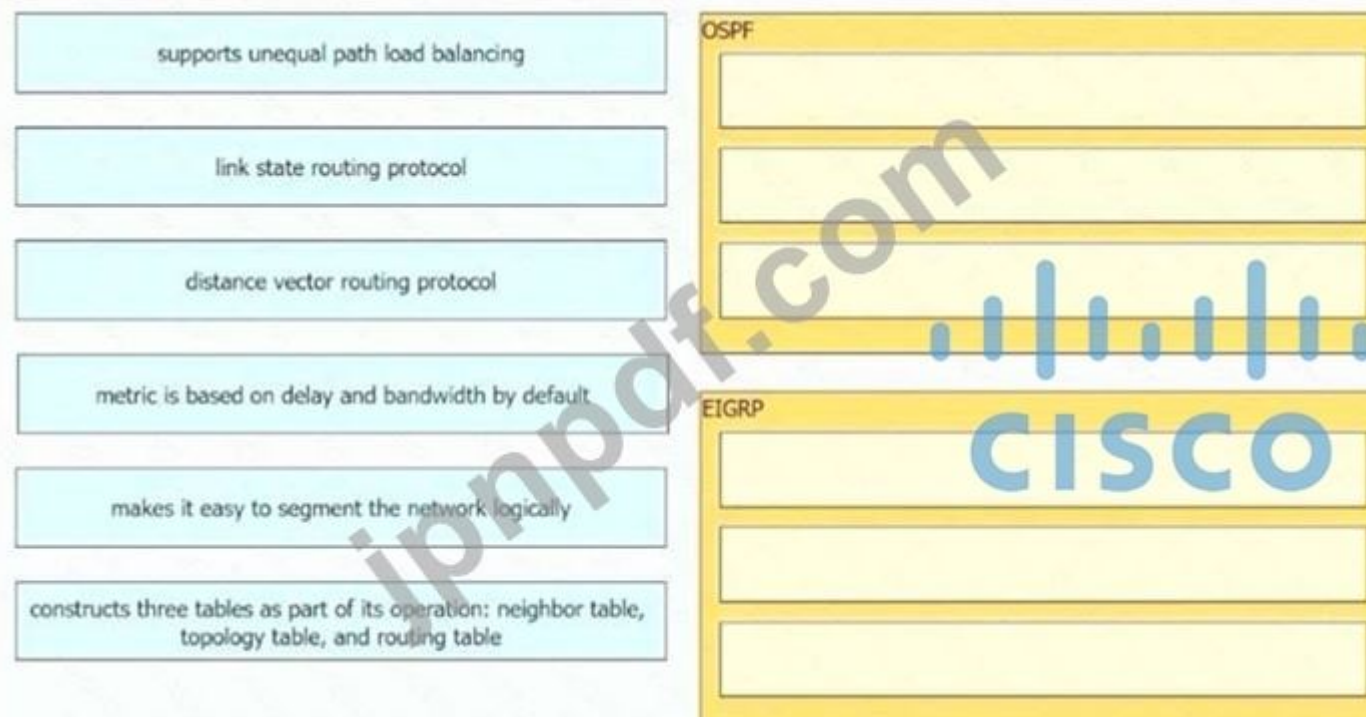 supports unequal path load balancing
link state routing protocol
distance vector routing protocol
metric is based on delay and bandwidth by default
makes it easy to segment the network logically
constructs three tables as part of its operation: neighbor table,
topology table, and routing table
OSPF
EIGRP
CISCO
jpnpdf.com